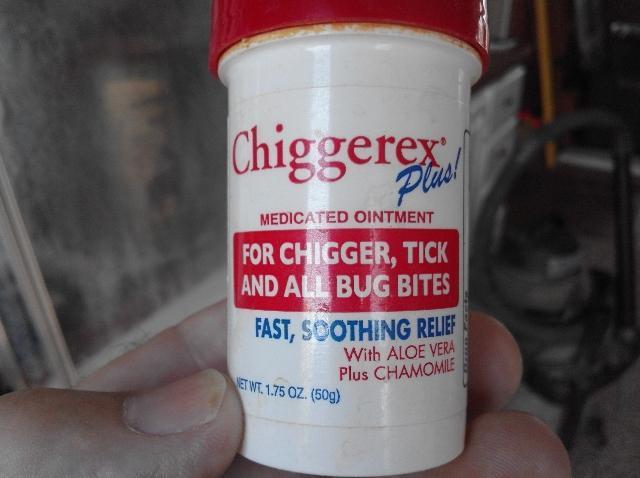 Chiggerex®
Plus!
MEDICATED OINTMENT
FOR CHIGGER, TICK
AND ALL BUG BITES
FAST, SOOTHING RELIEF
With ALOE VERA
Plus CHAMOMILE
NET WT. 1.75 OZ. (50g)